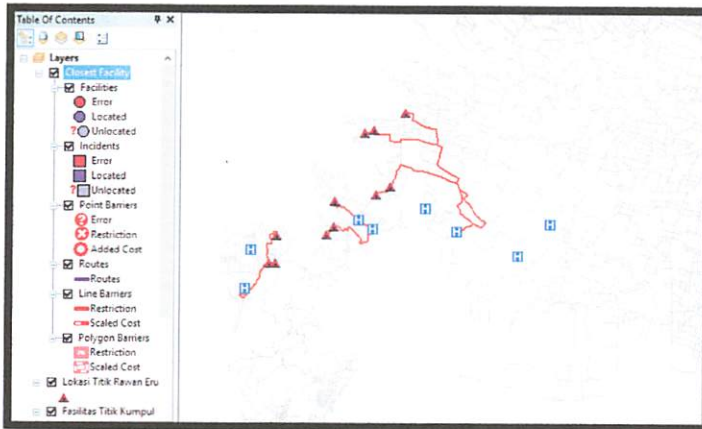 Table Of Contents
Layers
Closest Facility
Facilities
Error
Located
Unlocated
Incidents
Error
Located
Unlocated
Point Barriers
Error
Restriction
Added Cost
Routes
Routes
Line Barriers
Restriction
Scaled Cost
Polygon Barriers
Restriction
Scaled Cost
Lokasi Titik Rawan Eru
Fasilitas Titik Kumpul